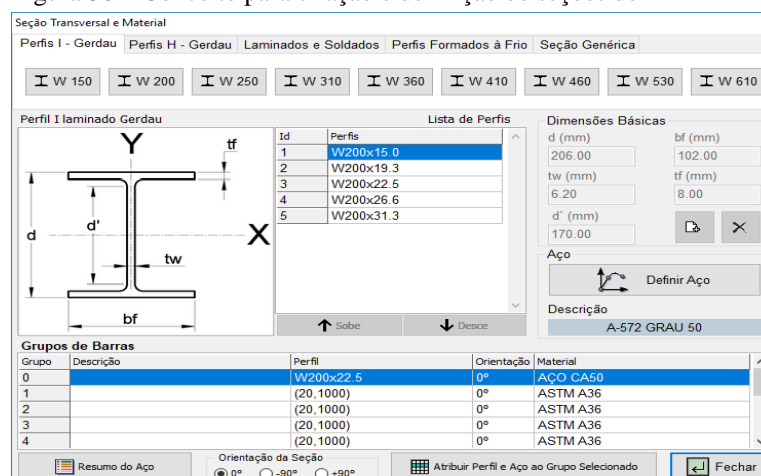 Seção Transversal e Material
Perfis I - Gerdau Perfis H - Gerdau Laminados e Soldados Perfis Formados à Frio Seção Genérica
W 150 W 200 W 250 W 310 W 360 W 410 W 460 W 530 W 610
Perfil I laminado Gerdau
Y
tf
d
d'
X
tw
bf
Lista de Perfis
Id Perfis
1 W200x15.0
2 W200x19.3
3 W200x22.5
4 W200x26.6
5 W200x31.3
Sobe Desce
Dimensões Básicas
d (mm) bf (mm)
206.00 102.00
tw (mm) tf (mm)
6.20 8.00
d` (mm)
170.00
Aço
Definir Aço
Descrição
A-572 GRAU 50
Grupos de Barras
Grupo Descrição Perfil Orientação Material
0 W200x22.5 0º AÇO CA50
1 (20,1000) 0º ASTM A36
2 (20,1000) 0º ASTM A36
3 (20,1000) 0º ASTM A36
4 (20,1000) 0º ASTM A36
Resumo do Aço
Orientação da Seção
0º -90º +90º
Atribuir Perfil e Aço ao Grupo Selecionado
Fechar